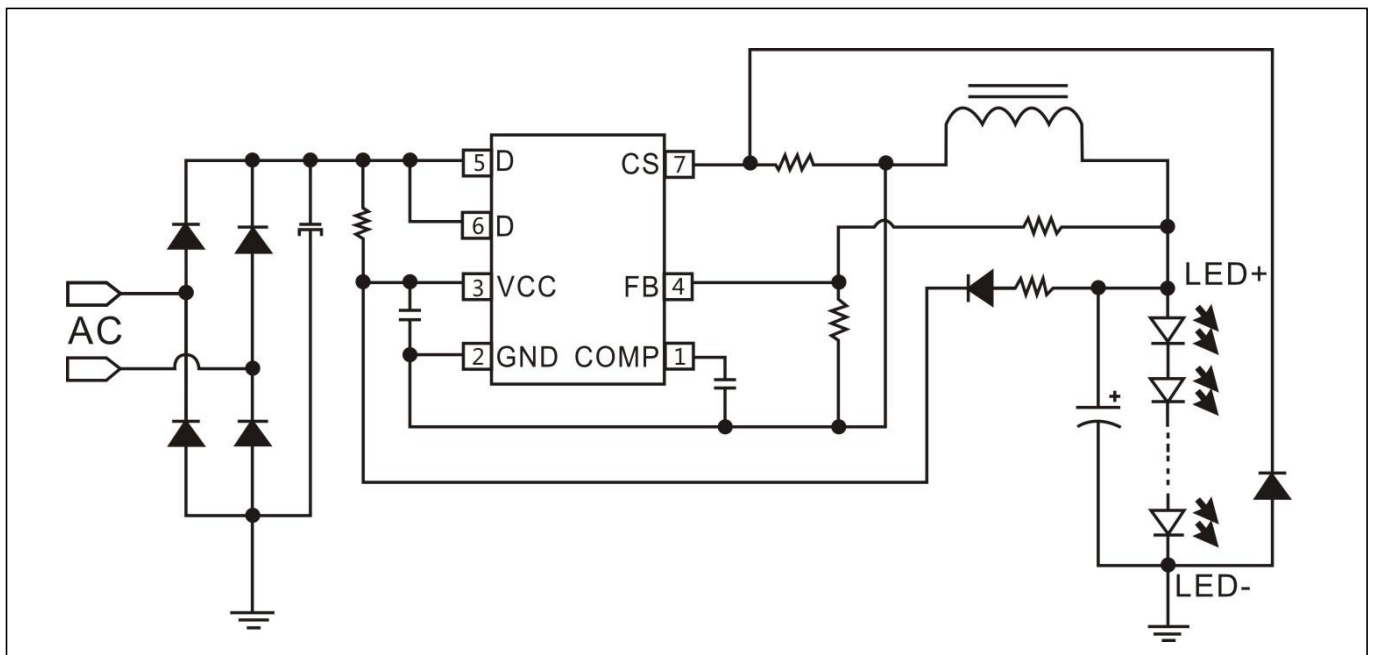 5 D CS 7
6 D
3 VCC FB 4
2 GND COMP 1
AC
LED+
+
LED-